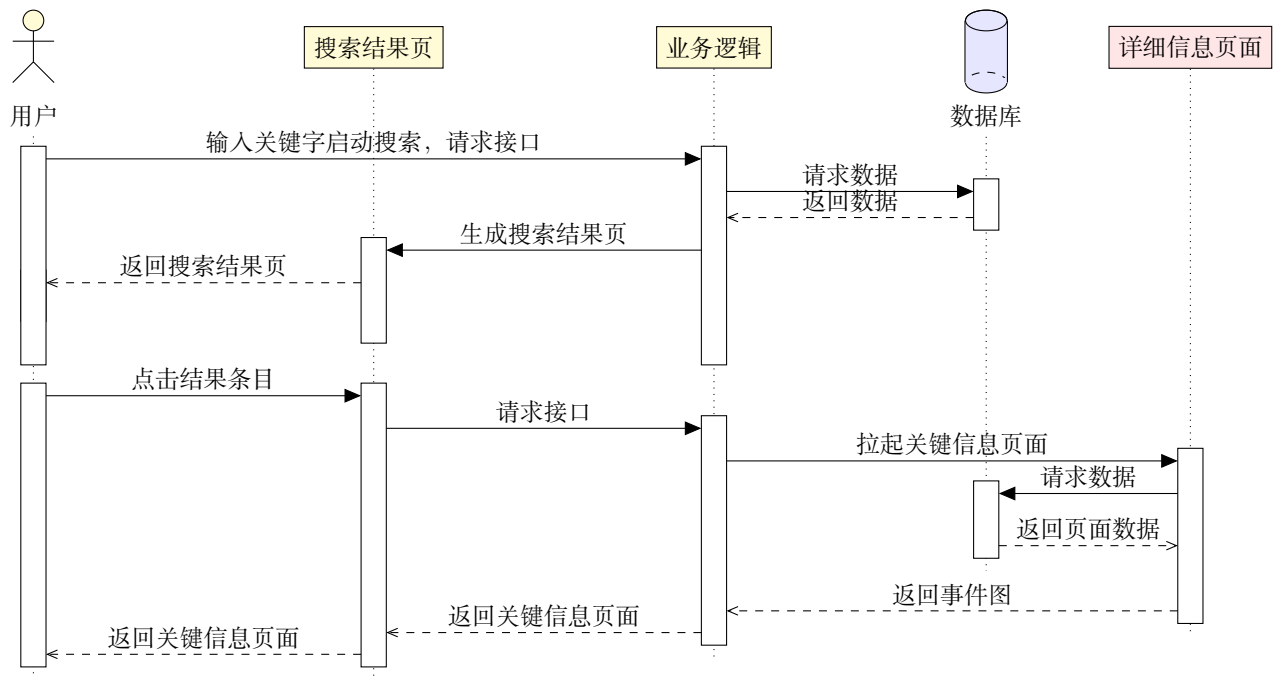 搜索结果页
业务逻辑
详细信息页面
用户
数据库
输入关键字启动搜索，请求接口
请求数据
返回数据
生成搜索结果页
返回搜索结果页
点击结果条目
请求接口
拉起关键信息页面
请求数据
返回页面数据
返回事件图
返回关键信息页面
返回关键信息页面